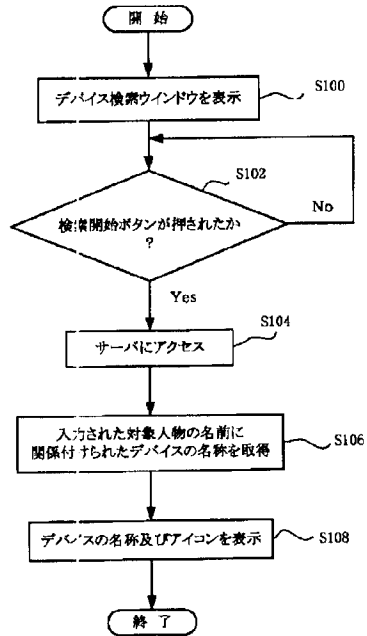 開 始
デバイス検索ウインドウを表示
S100
S102
検索開始ボタンが押されたか
?
No
Yes
S104
サーバにアクセス
入力された対象人物の名前に
関係付けられたデバイスの名称を取得
S106
デバイスの名称及びアイコンを表示
S108
終 了